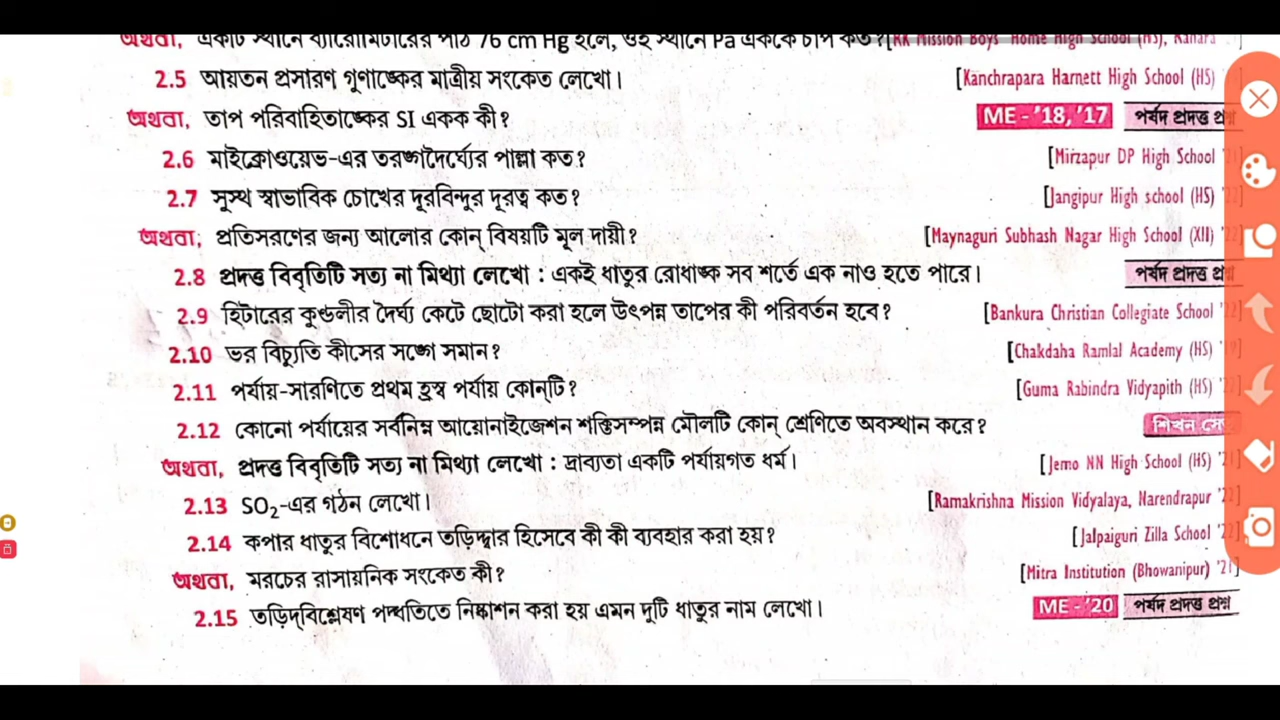 অথবা, একটি স্থানে ব্যারোমিটারের পাঠ 76 cm Hg হলে, ওই স্থানে Pa এককে চাপ কত? [RK Mission Boys' Home High School (HS), Rahara
2.5 আয়তন প্রসারণ গুণাঙ্কের মাত্রীয় সংকেত লেখো। [Kanchrapara Harnett High School (HS)
অথবা, তাপ পরিবাহিতাঙ্কের SI একক কী? ME - '18, '17 পর্ষদ প্রদত্ত
2.6 মাইক্রোওয়েভ-এর তরঙ্গদৈর্ঘ্যের পাল্লা কত? [Mirzapur DP High School
2.7 সুস্থ স্বাভাবিক চোখের দূরবিন্দুর দূরত্ব কত? [Jangipur High school (HS)
অথবা, প্রতিসরণের জন্য আলোর কোন্ বিষয়টি মূল দায়ী? [Maynaguri Subhash Nagar High School (XII)
2.8 প্রদত্ত বিবৃতিটি সত্য না মিথ্যা লেখো : একই ধাতুর রোধাঙ্ক সব শর্তে এক নাও হতে পারে। পর্ষদ প্রদত্ত
2.9 হিটারের কুণ্ডলীর দৈর্ঘ্য কেটে ছোটো করা হলে উৎপন্ন তাপের কী পরিবর্তন হবে? [Bankura Christian Collegiate School
2.10 ভর বিচ্যুতি কীসের সঙ্গে সমান? [Chakdaha Ramlal Academy (HS)
2.11 পর্যায়-সারণিতে প্রথম হ্রস্ব পর্যায় কোন্‌টি? [Guma Rabindra Vidyapith (HS)
2.12 কোনো পর্যায়ের সর্বনিম্ন আয়োনাইজেশন শক্তিসম্পন্ন মৌলটি কোন্ শ্রেণিতে অবস্থান করে? শিখন
অথবা, প্রদত্ত বিবৃতিটি সত্য না মিথ্যা লেখো : দ্রাব্যতা একটি পর্যায়গত ধর্ম। [Jemo NN High School (HS) '21]
2.13 SO₂-এর গঠন লেখো। [Ramakrishna Mission Vidyalaya, Narendrapur
2.14 কপার ধাতুর বিশোধনে তড়িদ্দ্বার হিসেবে কী কী ব্যবহার করা হয়? [Jalpaiguri Zilla School
অথবা, মরচের রাসায়নিক সংকেত কী? [Mitra Institution (Bhowanipur) '21]
2.15 তড়িদ্‌বিশ্লেষণ পদ্ধতিতে নিষ্কাশন করা হয় এমন দুটি ধাতুর নাম লেখো। ME - '20 পর্ষদ প্রদত্ত প্রশ্ন